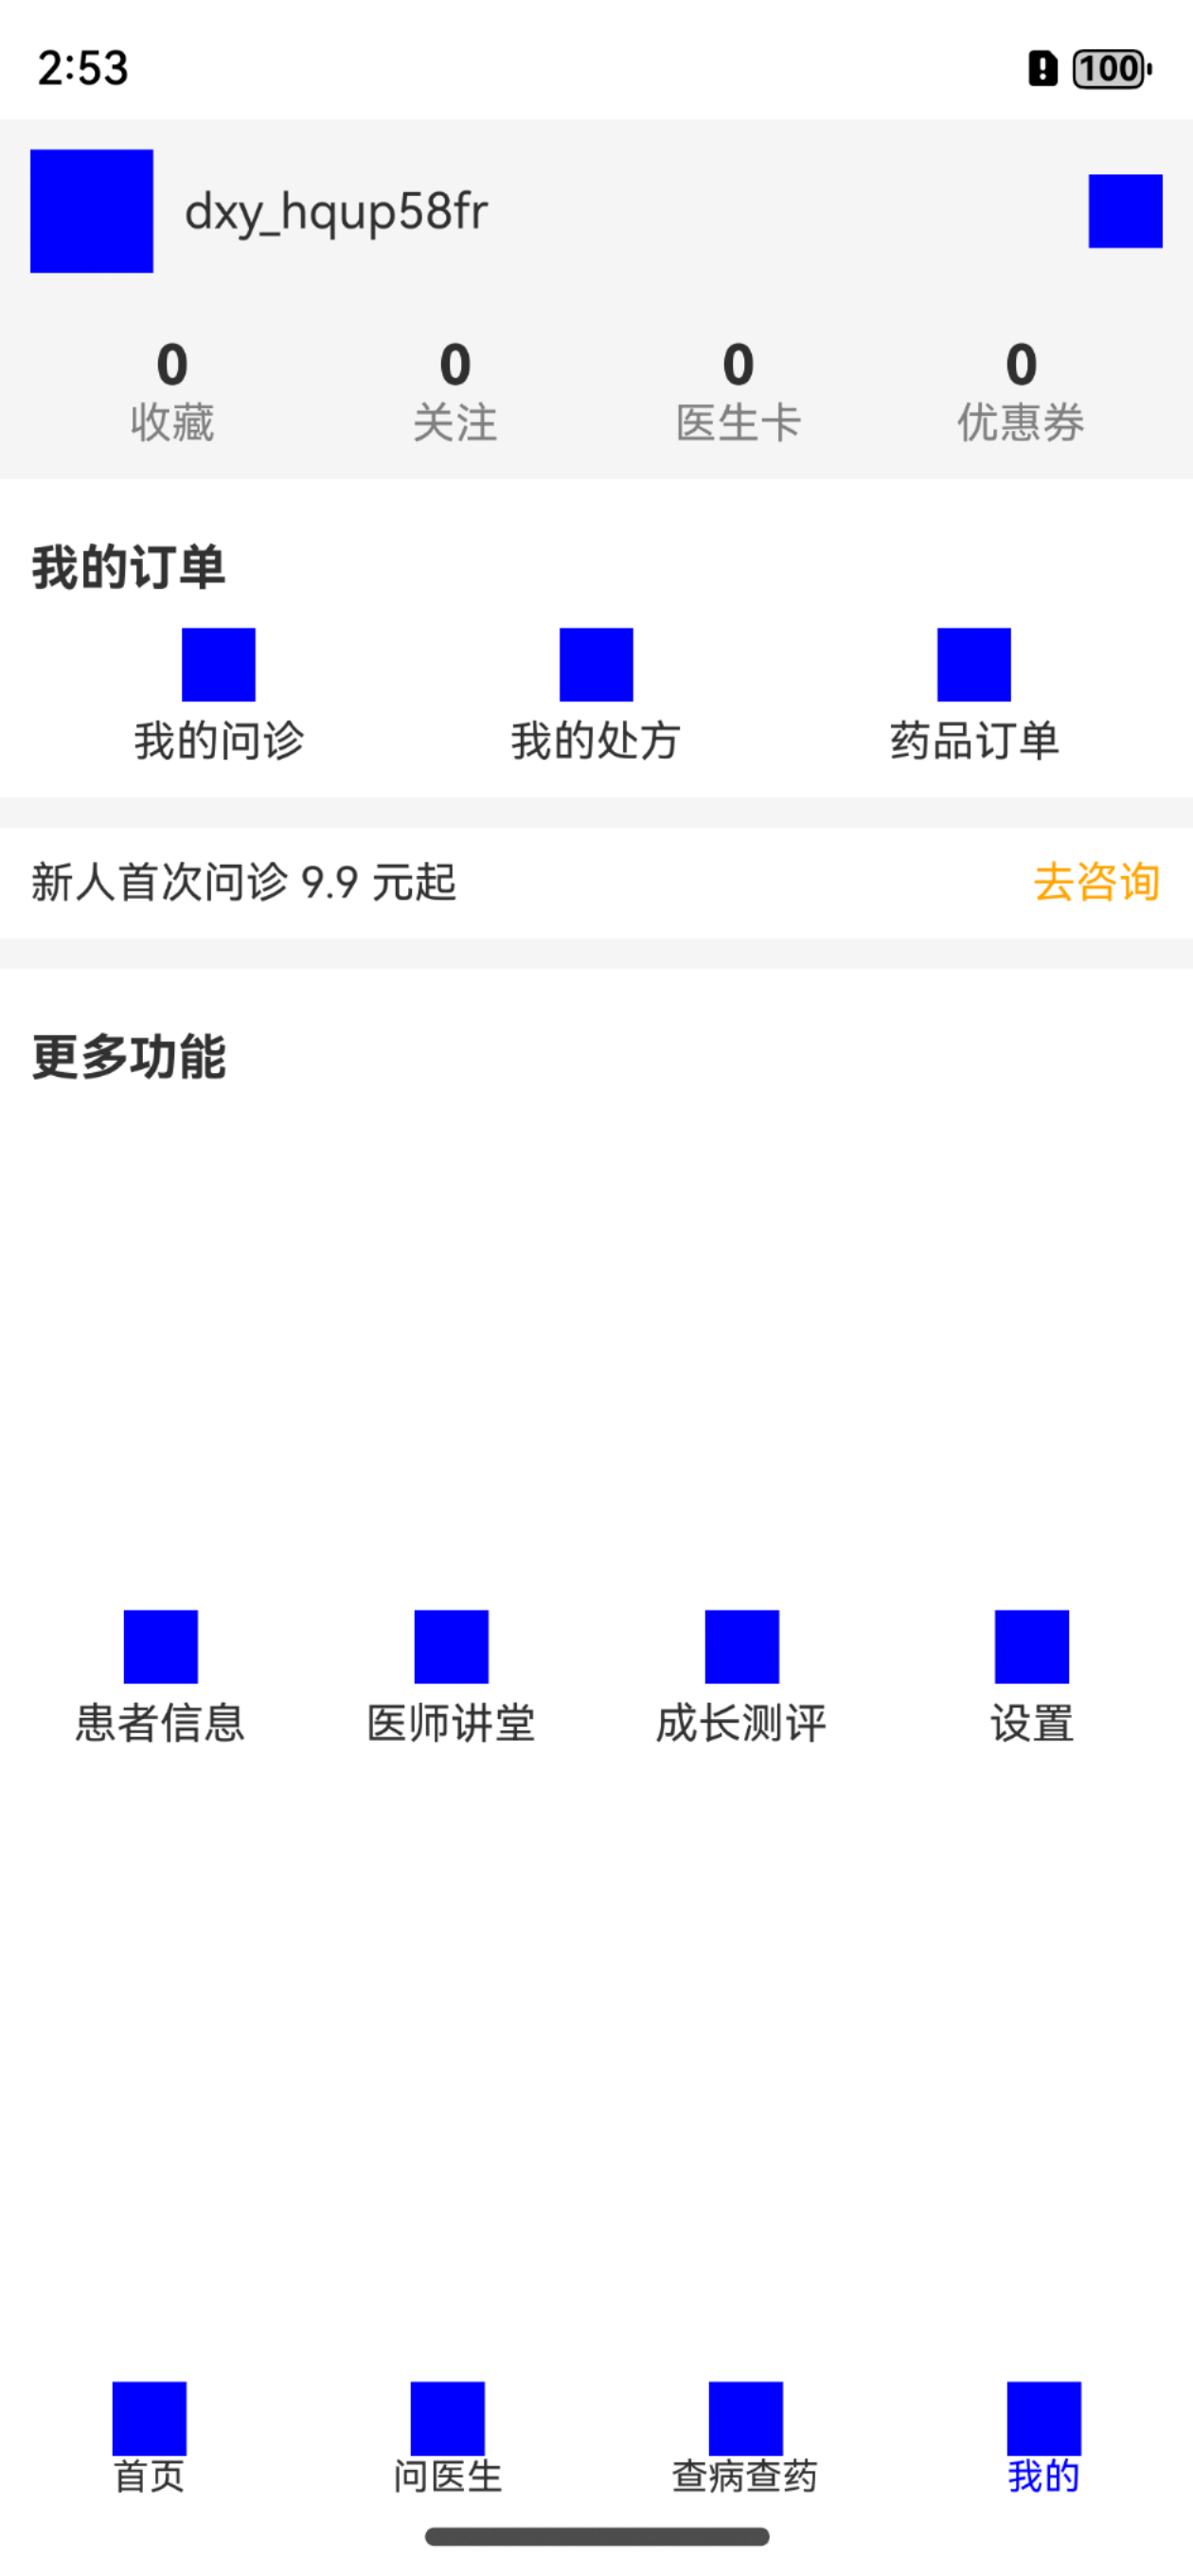 2:53
100
dxy_hqup58fr
0 0 0 0
收藏 关注 医生卡 优惠券
我的订单
我的问诊 我的处方 药品订单
新人首次问诊 9.9 元起 去咨询
更多功能
患者信息 医师讲堂 成长测评 设置
首页 问医生 查病查药 我的